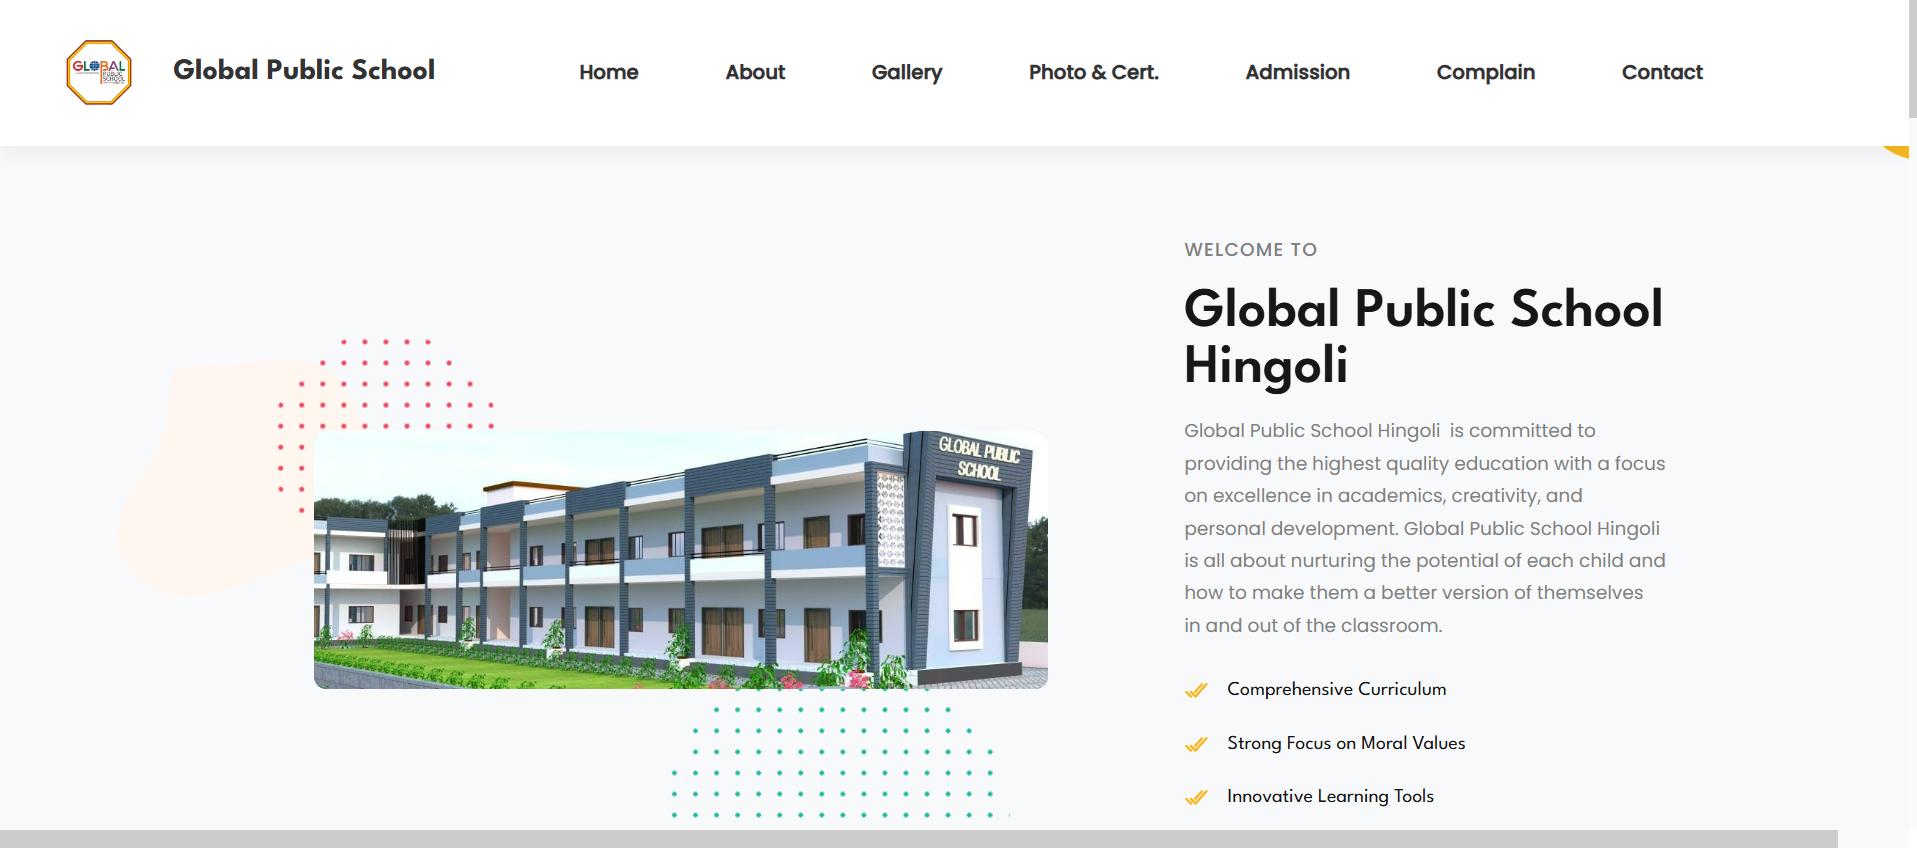 GLOBAL
PUBLIC
SCHOOL
Global Public School
Home
About
Gallery
Photo & Cert.
Admission
Complain
Contact
WELCOME TO
Global Public School
Hingoli
Global Public School Hingoli is committed to
providing the highest quality education with a focus
on excellence in academics, creativity, and
personal development. Global Public School Hingoli
is all about nurturing the potential of each child and
how to make them a better version of themselves
in and out of the classroom.
GLOBAL PUBLIC
SCHOOL
Comprehensive Curriculum
Strong Focus on Moral Values
Innovative Learning Tools